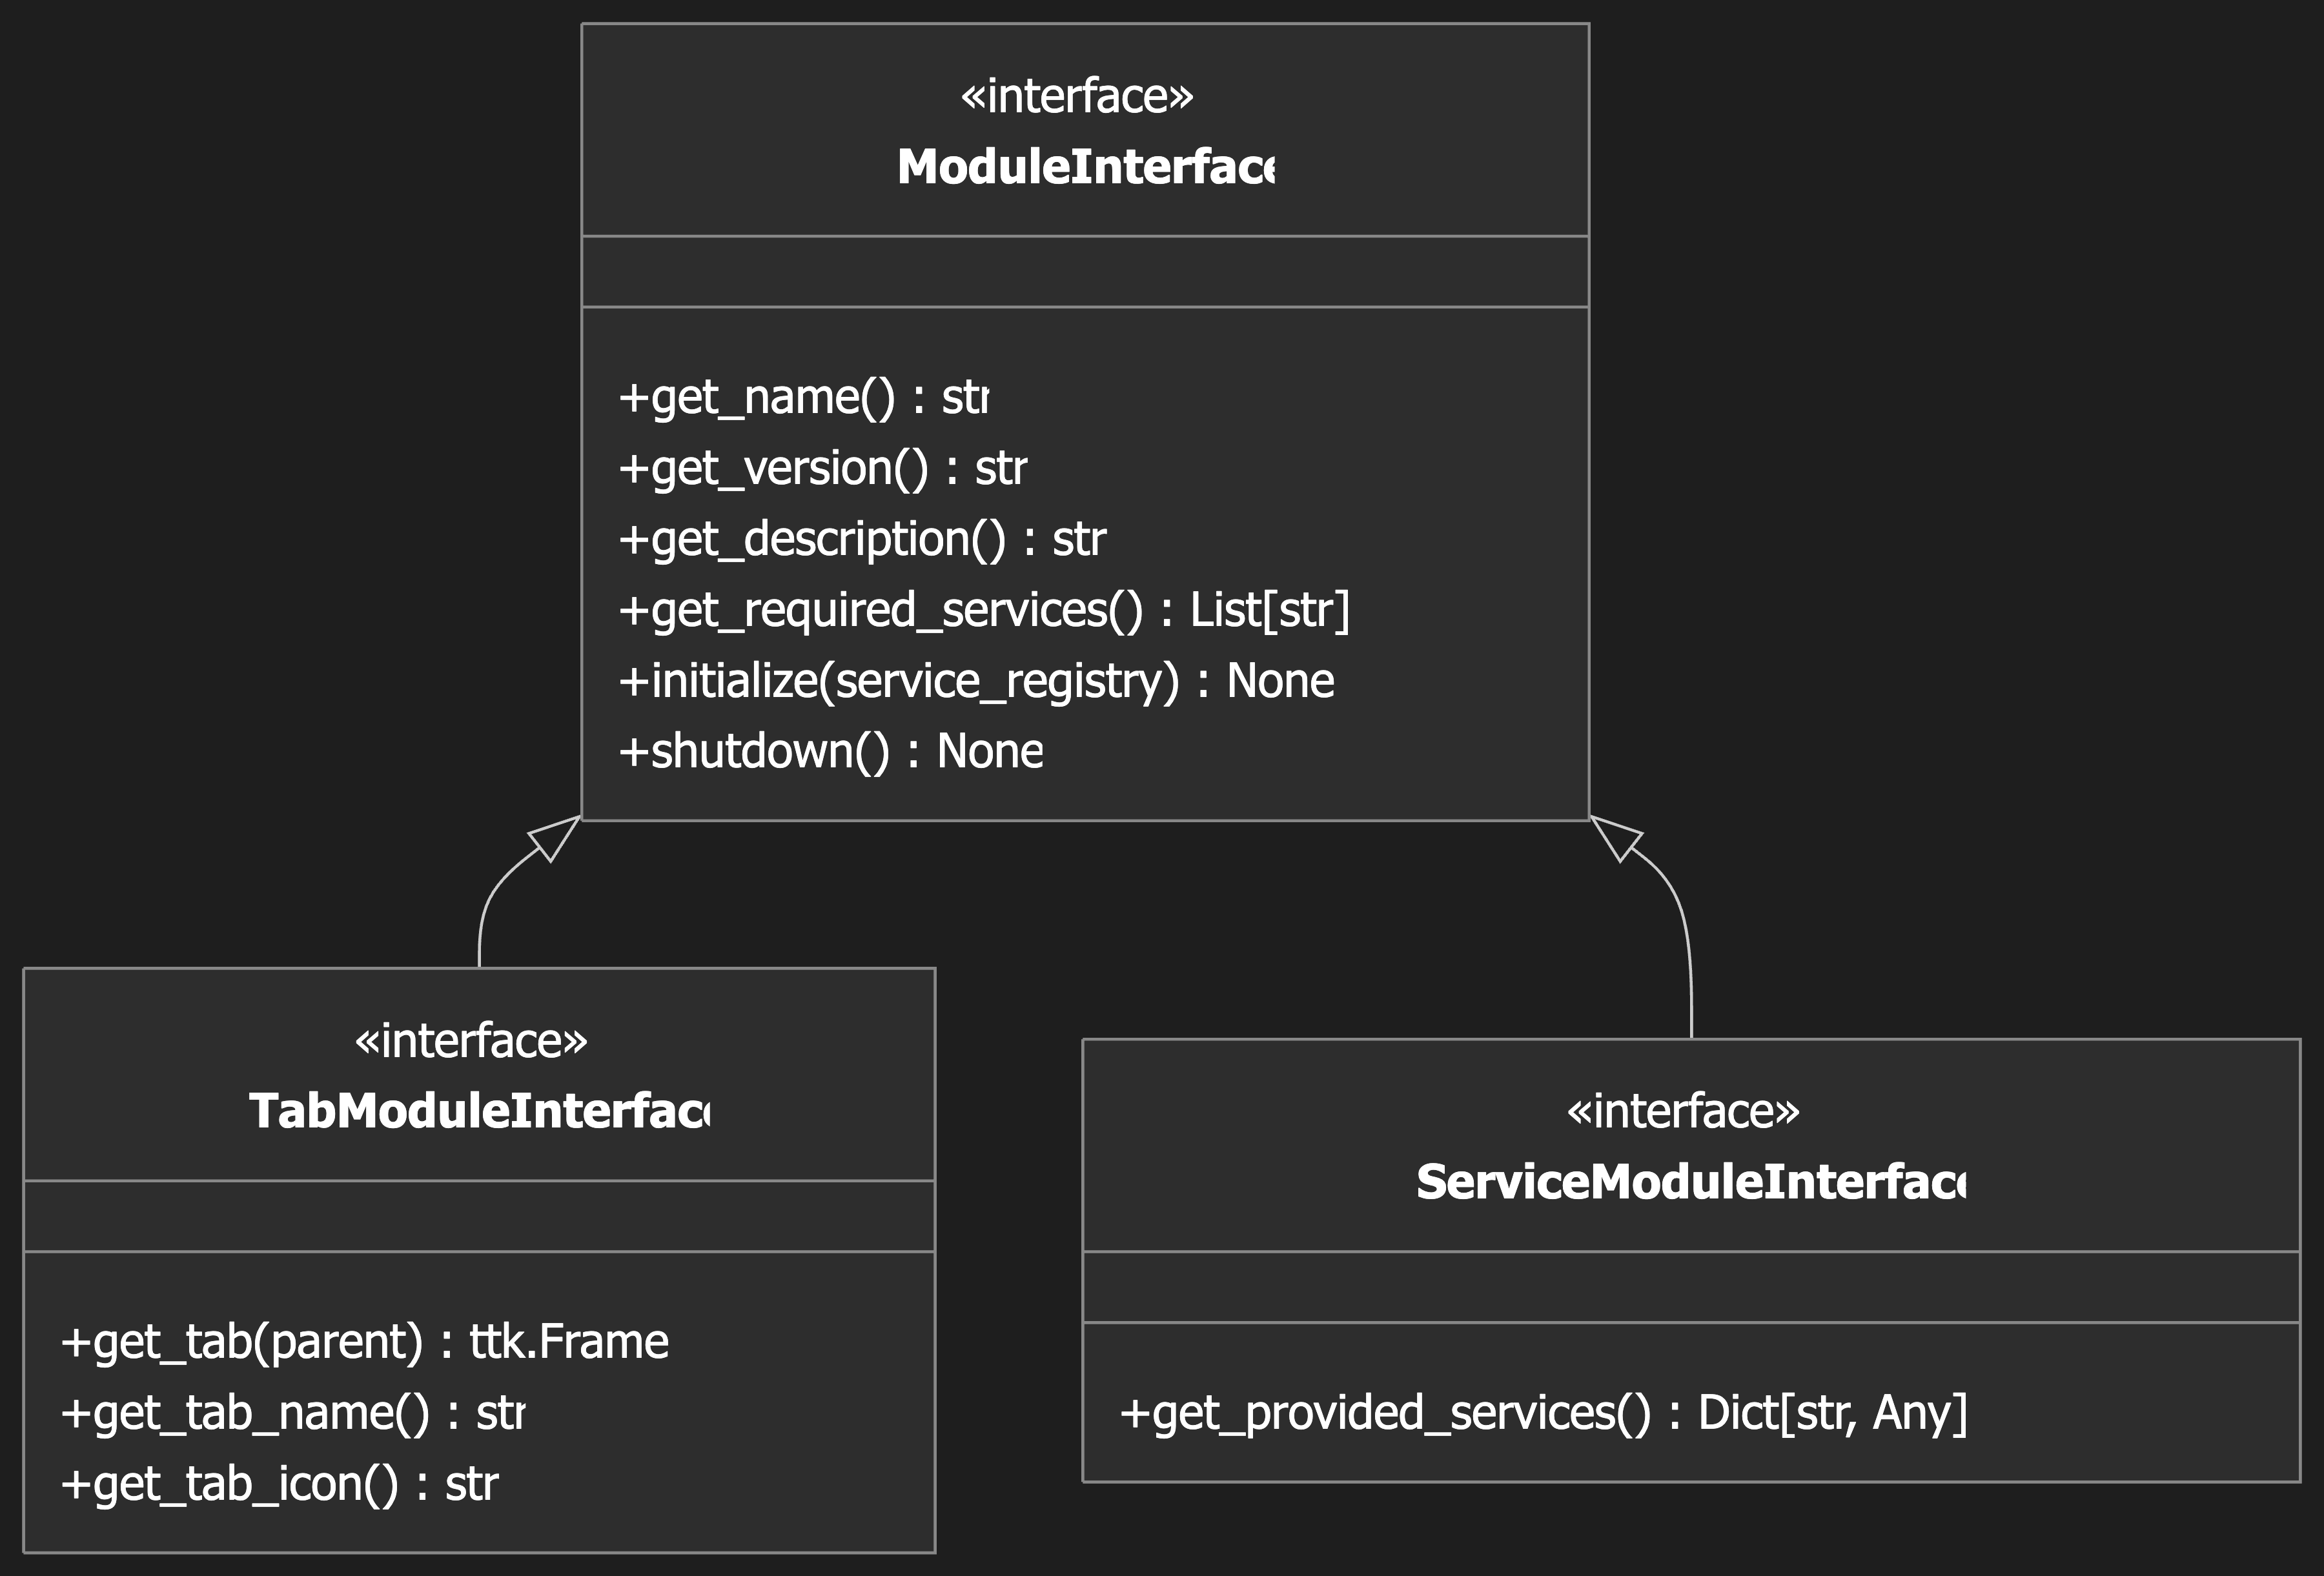 «interface»
ModuleInterface
+get_name() : str
+get_version() : str
+get_description() : str
+get_required_services() : List[str]
+initialize(service_registry) : None
+shutdown() : None
«interface»
TabModuleInterface
+get_tab(parent) : ttk.Frame
+get_tab_name() : str
+get_tab_icon() : str
«interface»
ServiceModuleInterface
+get_provided_services() : Dict[str, Any]